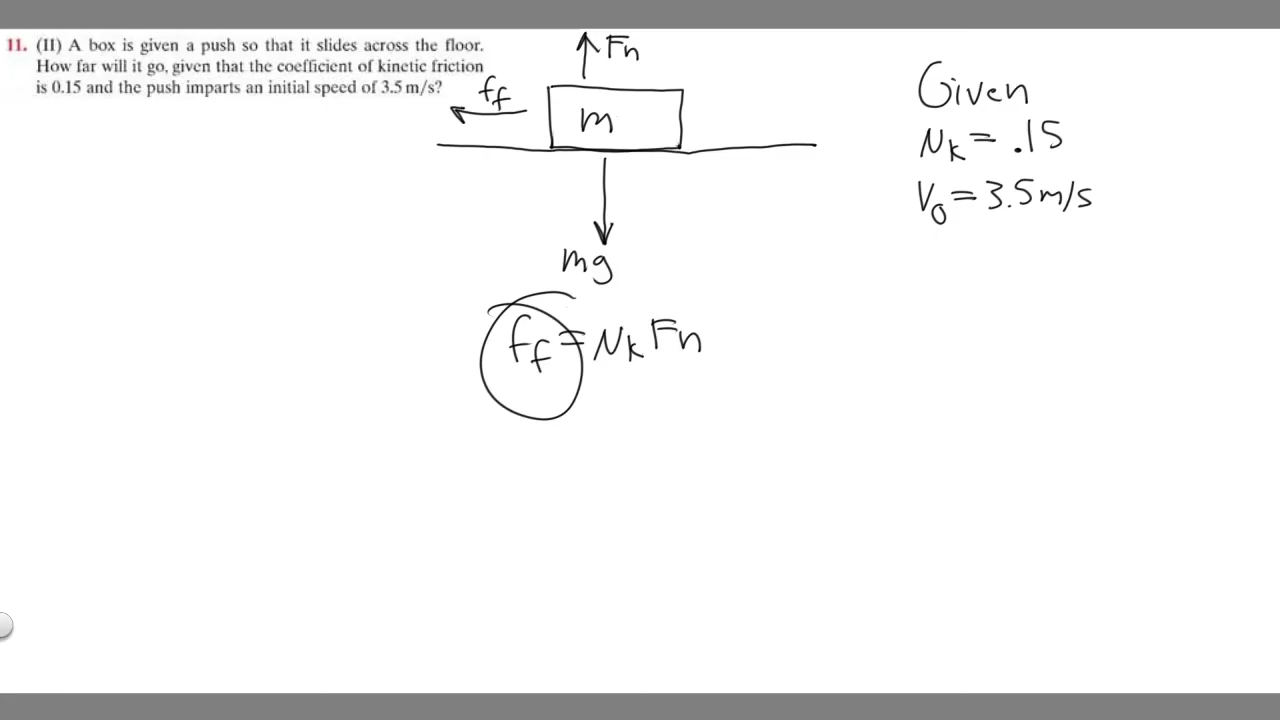 11. (II) A box is given a push so that it slides across the floor.
How far will it go, given that the coefficient of kinetic friction
is 0.15 and the push imparts an initial speed of 3.5 m/s?
Fn
ff
m
mg
ff = Nk Fn
Given
Nk = .15
Vo = 3.5m/s